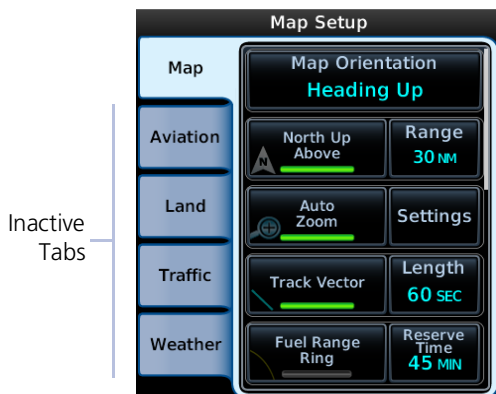 Map Setup
Map
Map Orientation
Heading Up
Aviation
N
North Up
Above
Range
30 NM
Land
Auto
Zoom
Settings
Inactive
Tabs
Traffic
Track Vector
Length
60 SEC
Weather
Fuel Range
Ring
Reserve
Time
45 MIN